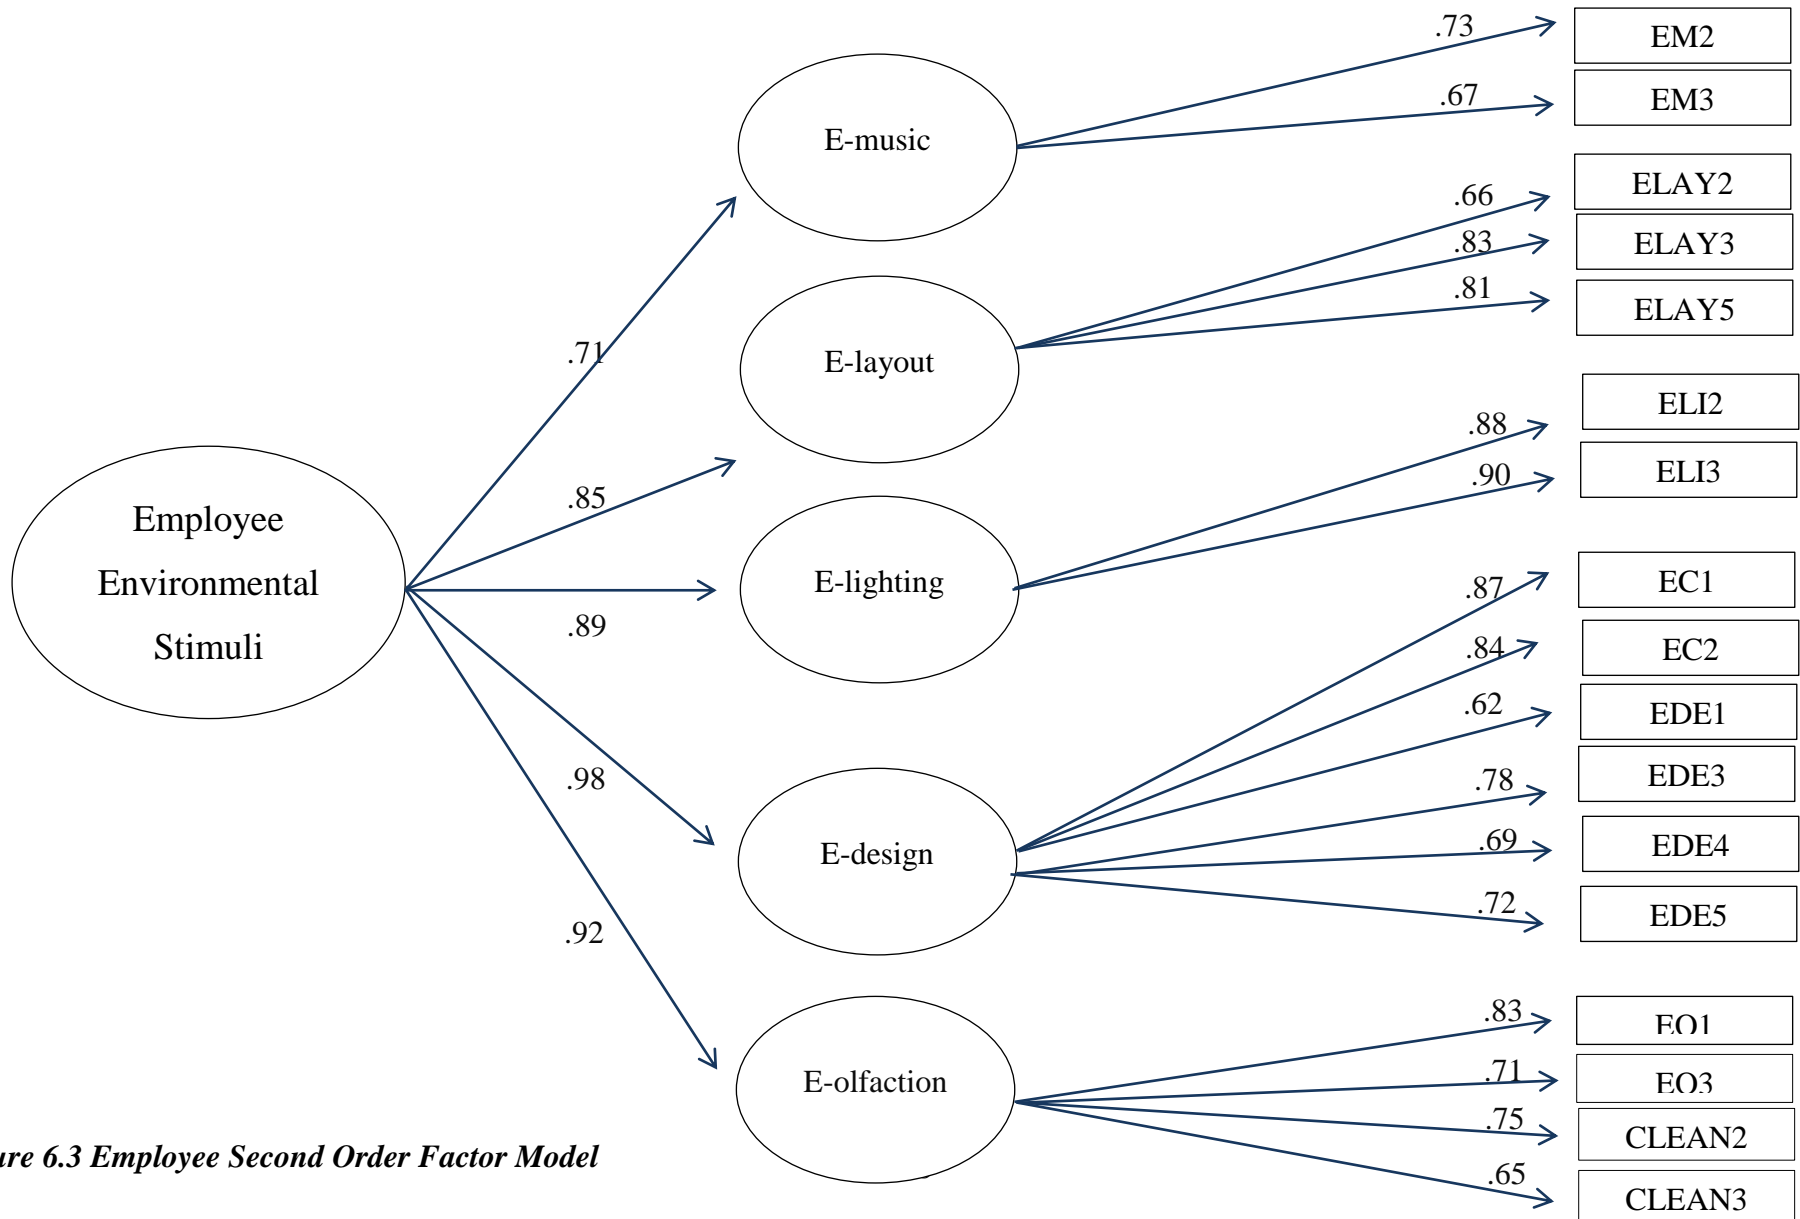 .73
EM2
.67
EM3
E-music
.66
ELAY2
.83
ELAY3
.81
ELAY5
.71
E-layout
.88
ELI2
.90
ELI3
.85
Employee
Environmental
Stimuli
E-lighting
.89
.87
EC1
.84
EC2
.62
EDE1
.78
EDE3
.98
E-design
.69
EDE4
.72
EDE5
.92
.83
EO1
E-olfaction
.71
EO3
.75
CLEAN2
.65
CLEAN3
ure 6.3 Employee Second Order Factor Model